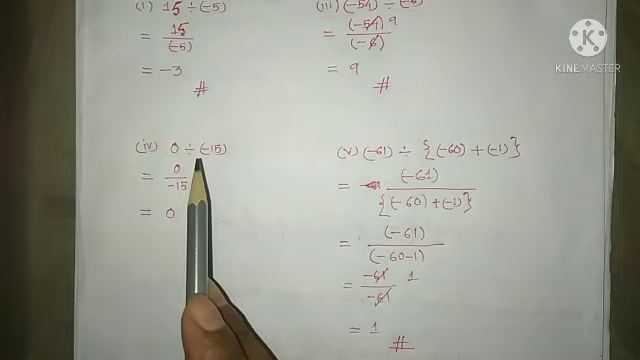 (i) 15 ÷ (-5)
= 15 / (-5)
= -3
#
(iii) (-54) ÷ (-6)
= (-54) 9 / (-6)
= 9
#
KINEMASTER
(iv) 0 ÷ (-15)
= 0 / -15
= 0
(v) (-61) ÷ {(-60) + (-1)}
= (-61) / {(-60) + (-1)}
= (-61) / (-60-1)
= -61 / -61 1
= 1
#